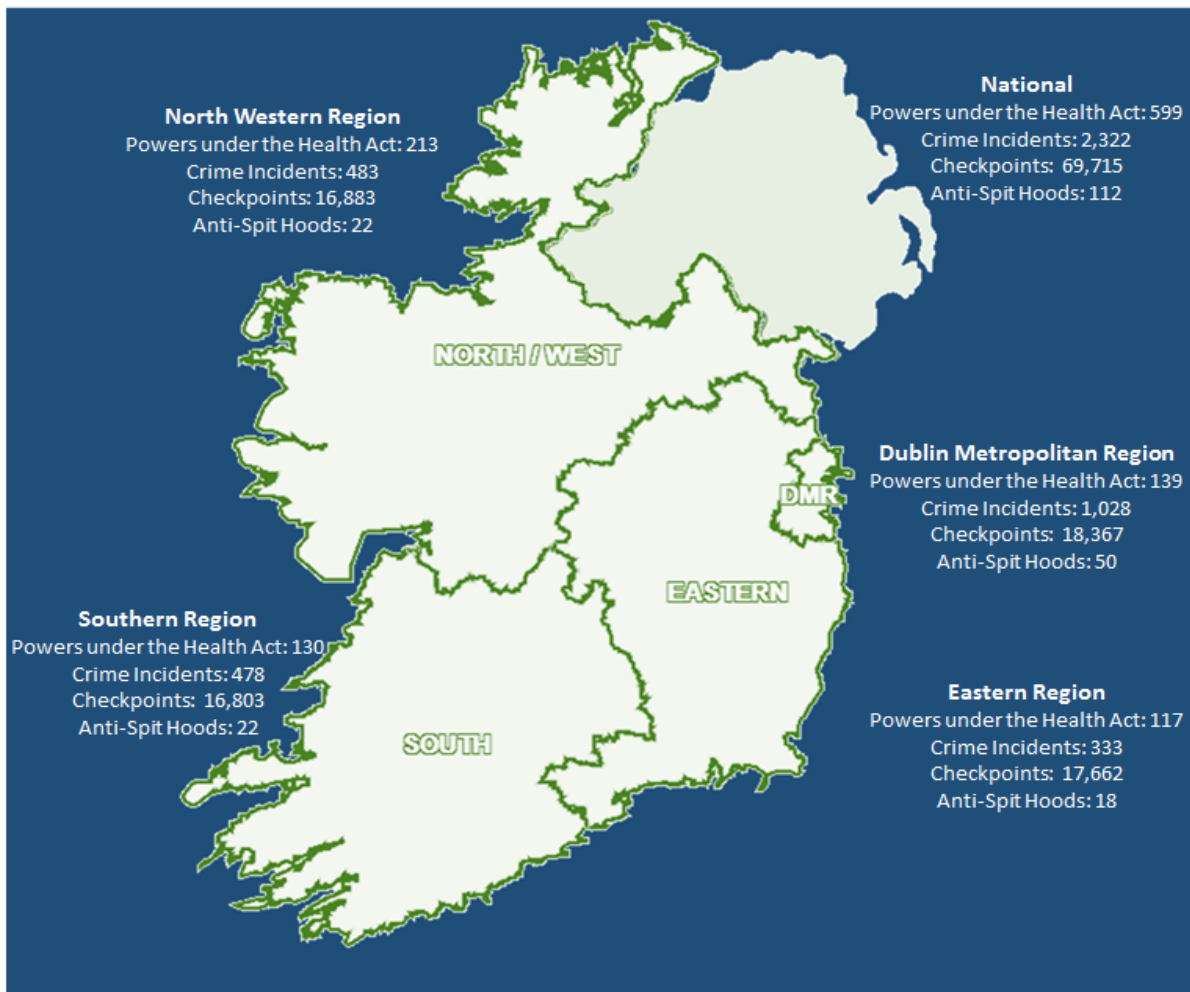 North Western Region
Powers under the Health Act: 213
Crime Incidents: 483
Checkpoints: 16,883
Anti-Spit Hoods: 22
National
Powers under the Health Act: 599
Crime Incidents: 2,322
Checkpoints: 69,715
Anti-Spit Hoods: 112
NORTH / WEST
Dublin Metropolitan Region
Powers under the Health Act: 139
Crime Incidents: 1,028
Checkpoints: 18,367
Anti-Spit Hoods: 50
DMR
EASTERN
Southern Region
Powers under the Health Act: 130
Crime Incidents: 478
Checkpoints: 16,803
Anti-Spit Hoods: 22
SOUTH
Eastern Region
Powers under the Health Act: 117
Crime Incidents: 333
Checkpoints: 17,662
Anti-Spit Hoods: 18